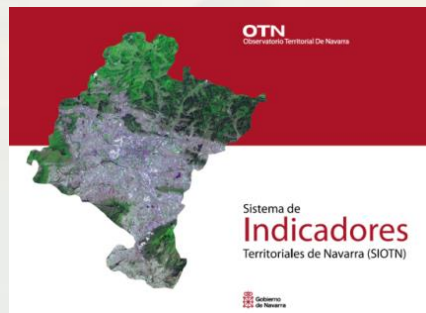 OTN
Observatorio Territorial De Navarra
Sistema de
Indicadores
Territoriales de Navarra (SIOTN)
Gobierno
de Navarra